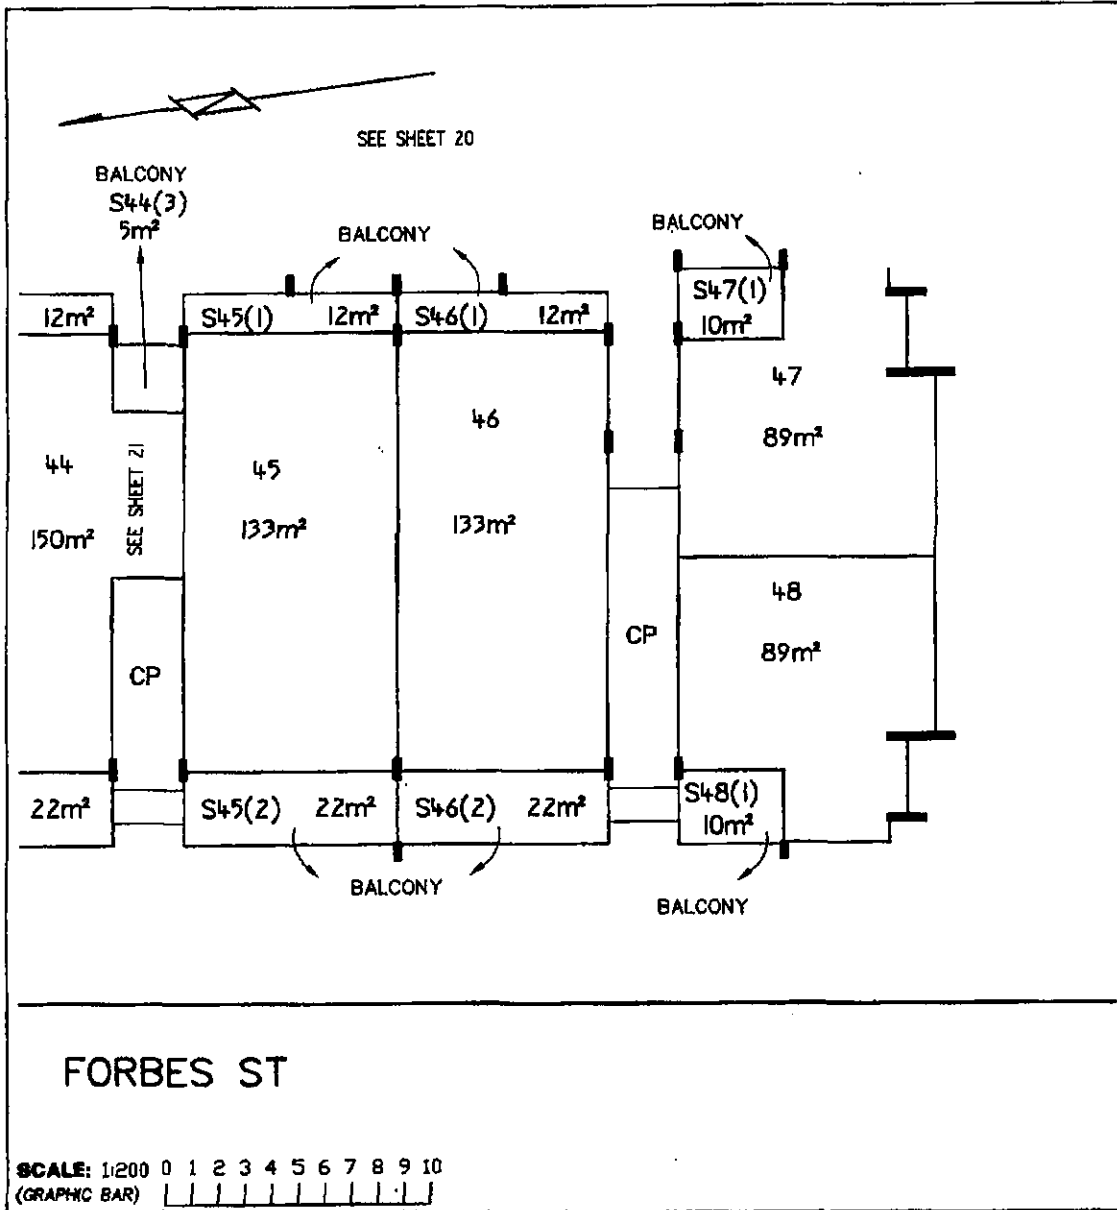 SEE SHEET 20
BALCONY
S44(3)
5m²
BALCONY
BALCONY
12m²
S45(1) 12m²
S46(1) 12m²
S47(1)
10m²
44
150m²
SEE SHEET 21
45
133m²
46
133m²
47
89m²
48
89m²
CP
CP
22m²
S45(2) 22m²
S46(2) 22m²
S48(1)
10m²
BALCONY
BALCONY
FORBES ST
SCALE: 1:200 0 1 2 3 4 5 6 7 8 9 10
(GRAPHIC BAR)